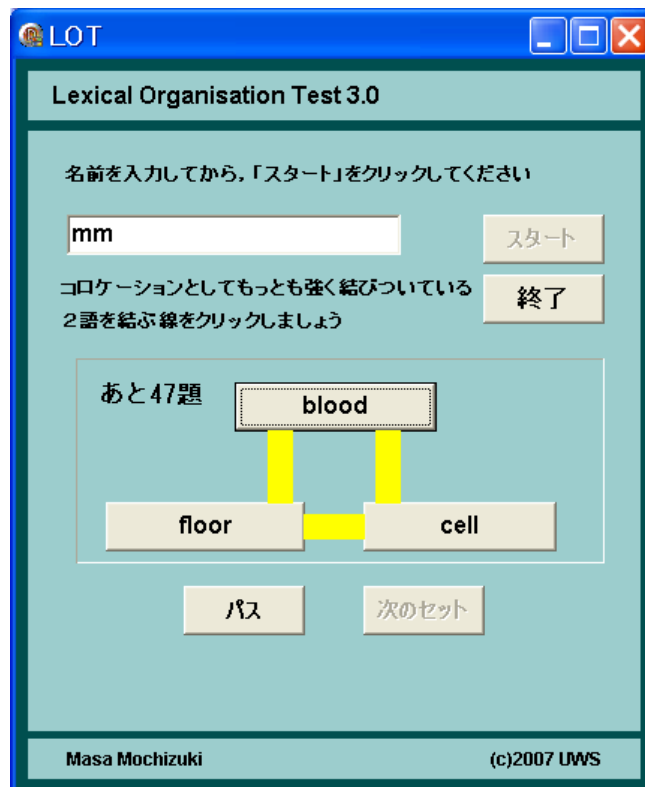 LOT
Lexical Organisation Test 3.0
名前を入力してから,「スタート」をクリックしてください
mm
スタート
コロケーションとしてもっとも強く結びついている
2語を結ぶ線をクリックしましょう
終了
あと47題
blood
floor
cell
パス
次のセット
Masa Mochizuki
(c)2007 UWS